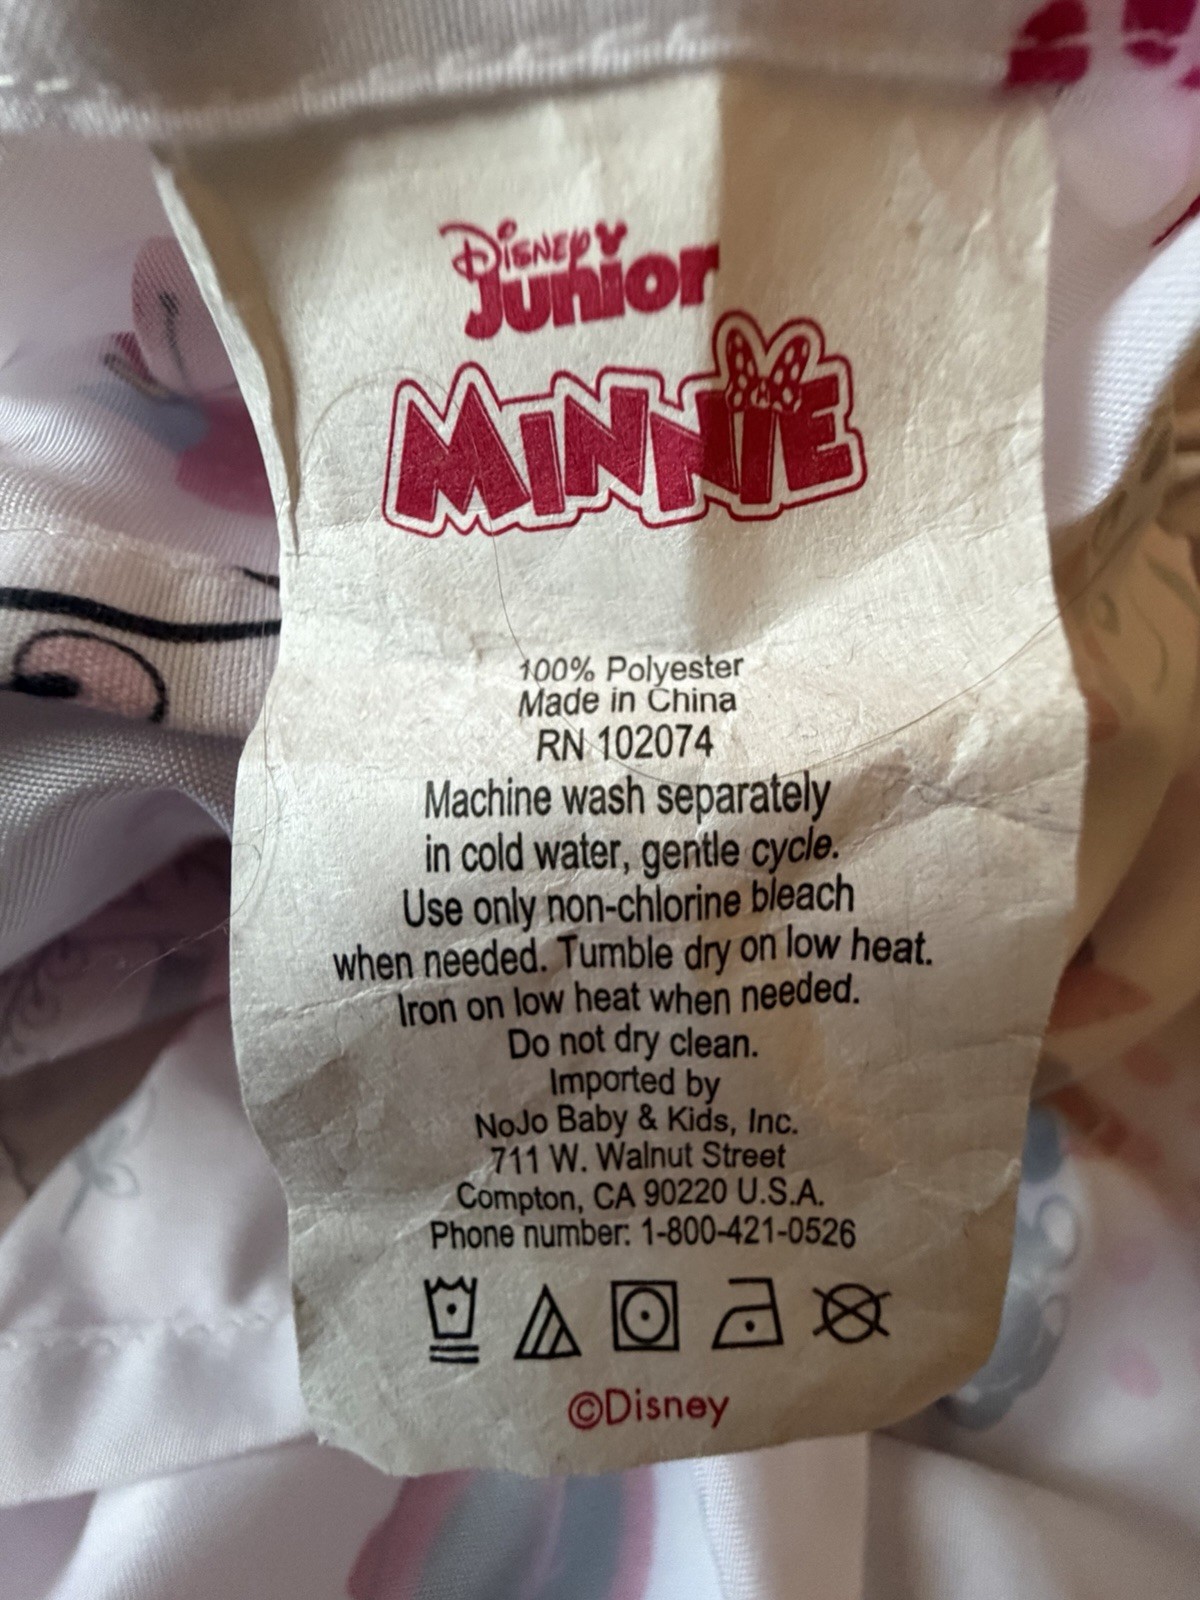 Disney
Junior
MINNIE
100% Polyester
Made in China
RN 102074
Machine wash separately
in cold water, gentle cycle.
Use only non-chlorine bleach
when needed. Tumble dry on low heat.
Iron on low heat when needed.
Do not dry clean.
Imported by
NoJo Baby & Kids, Inc.
711 W. Walnut Street
Compton, CA 90220 U.S.A.
Phone number: 1-800-421-0526
©Disney